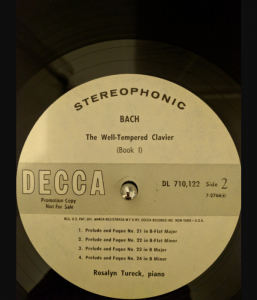 STEREOPHONIC
BACH
The Well-Tempered Clavier
(Book I)
DECCA
DL 710,122 Side 2
Promotion Copy
Not For Sale
1. Prelude and Fugue No. 21 in B-Flat Major
2. Prelude and Fugue No. 22 in B-Flat Minor
3. Prelude and Fugue No. 23 in B Major
4. Prelude and Fugue No. 24 in B Minor
Rosalyn Tureck, piano